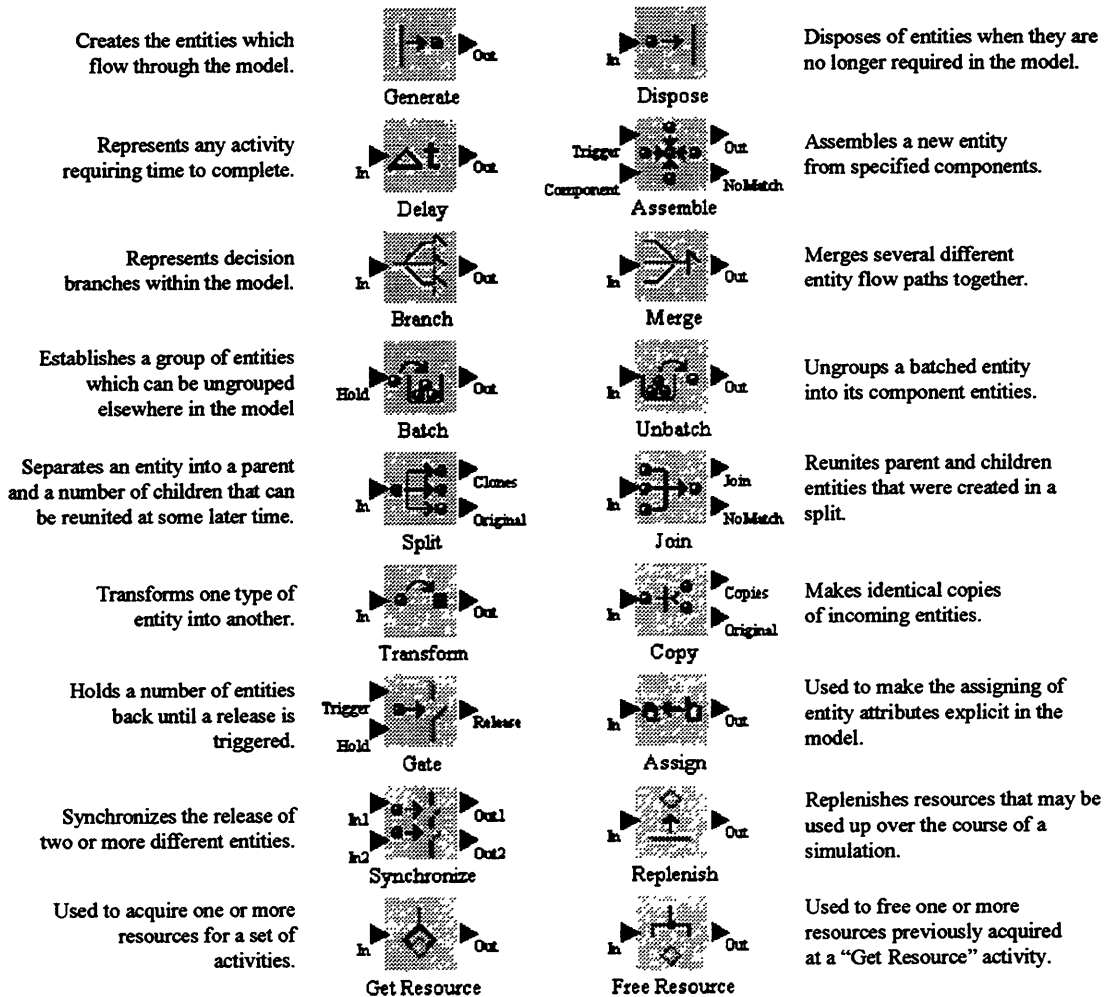 Creates the entities which
flow through the model.
Out
Generate
In
Dispose
Disposes of entities when they are
no longer required in the model.
Represents any activity
requiring time to complete.
In
Δt
Out
Delay
Trigger
Component
Out
NoMatch
Assemble
Assembles a new entity
from specified components.
Represents decision
branches within the model.
In
Out
Branch
In
Out
Merge
Merges several different
entity flow paths together.
Establishes a group of entities
which can be ungrouped
elsewhere in the model
Hold
Out
Batch
In
Out
Unbatch
Ungroups a batched entity
into its component entities.
Separates an entity into a parent
and a number of children that can
be reunited at some later time.
In
Clones
Original
Split
In
Join
NoMatch
Join
Reunites parent and children
entities that were created in a
split.
Transforms one type of
entity into another.
In
Out
Transform
In
Copies
Original
Copy
Makes identical copies
of incoming entities.
Holds a number of entities
back until a release is
triggered.
Trigger
Hold
Release
Gate
In
a b
Out
Assign
Used to make the assigning of
entity attributes explicit in the
model.
Synchronizes the release of
two or more different entities.
In1
In2
Out1
Out2
Synchronize
In
Out
Replenish
Replenishes resources that may be
used up over the course of a
simulation.
Used to acquire one or more
resources for a set of
activities.
In
Out
Get Resource
In
Out
Free Resource
Used to free one or more
resources previously acquired
at a “Get Resource” activity.